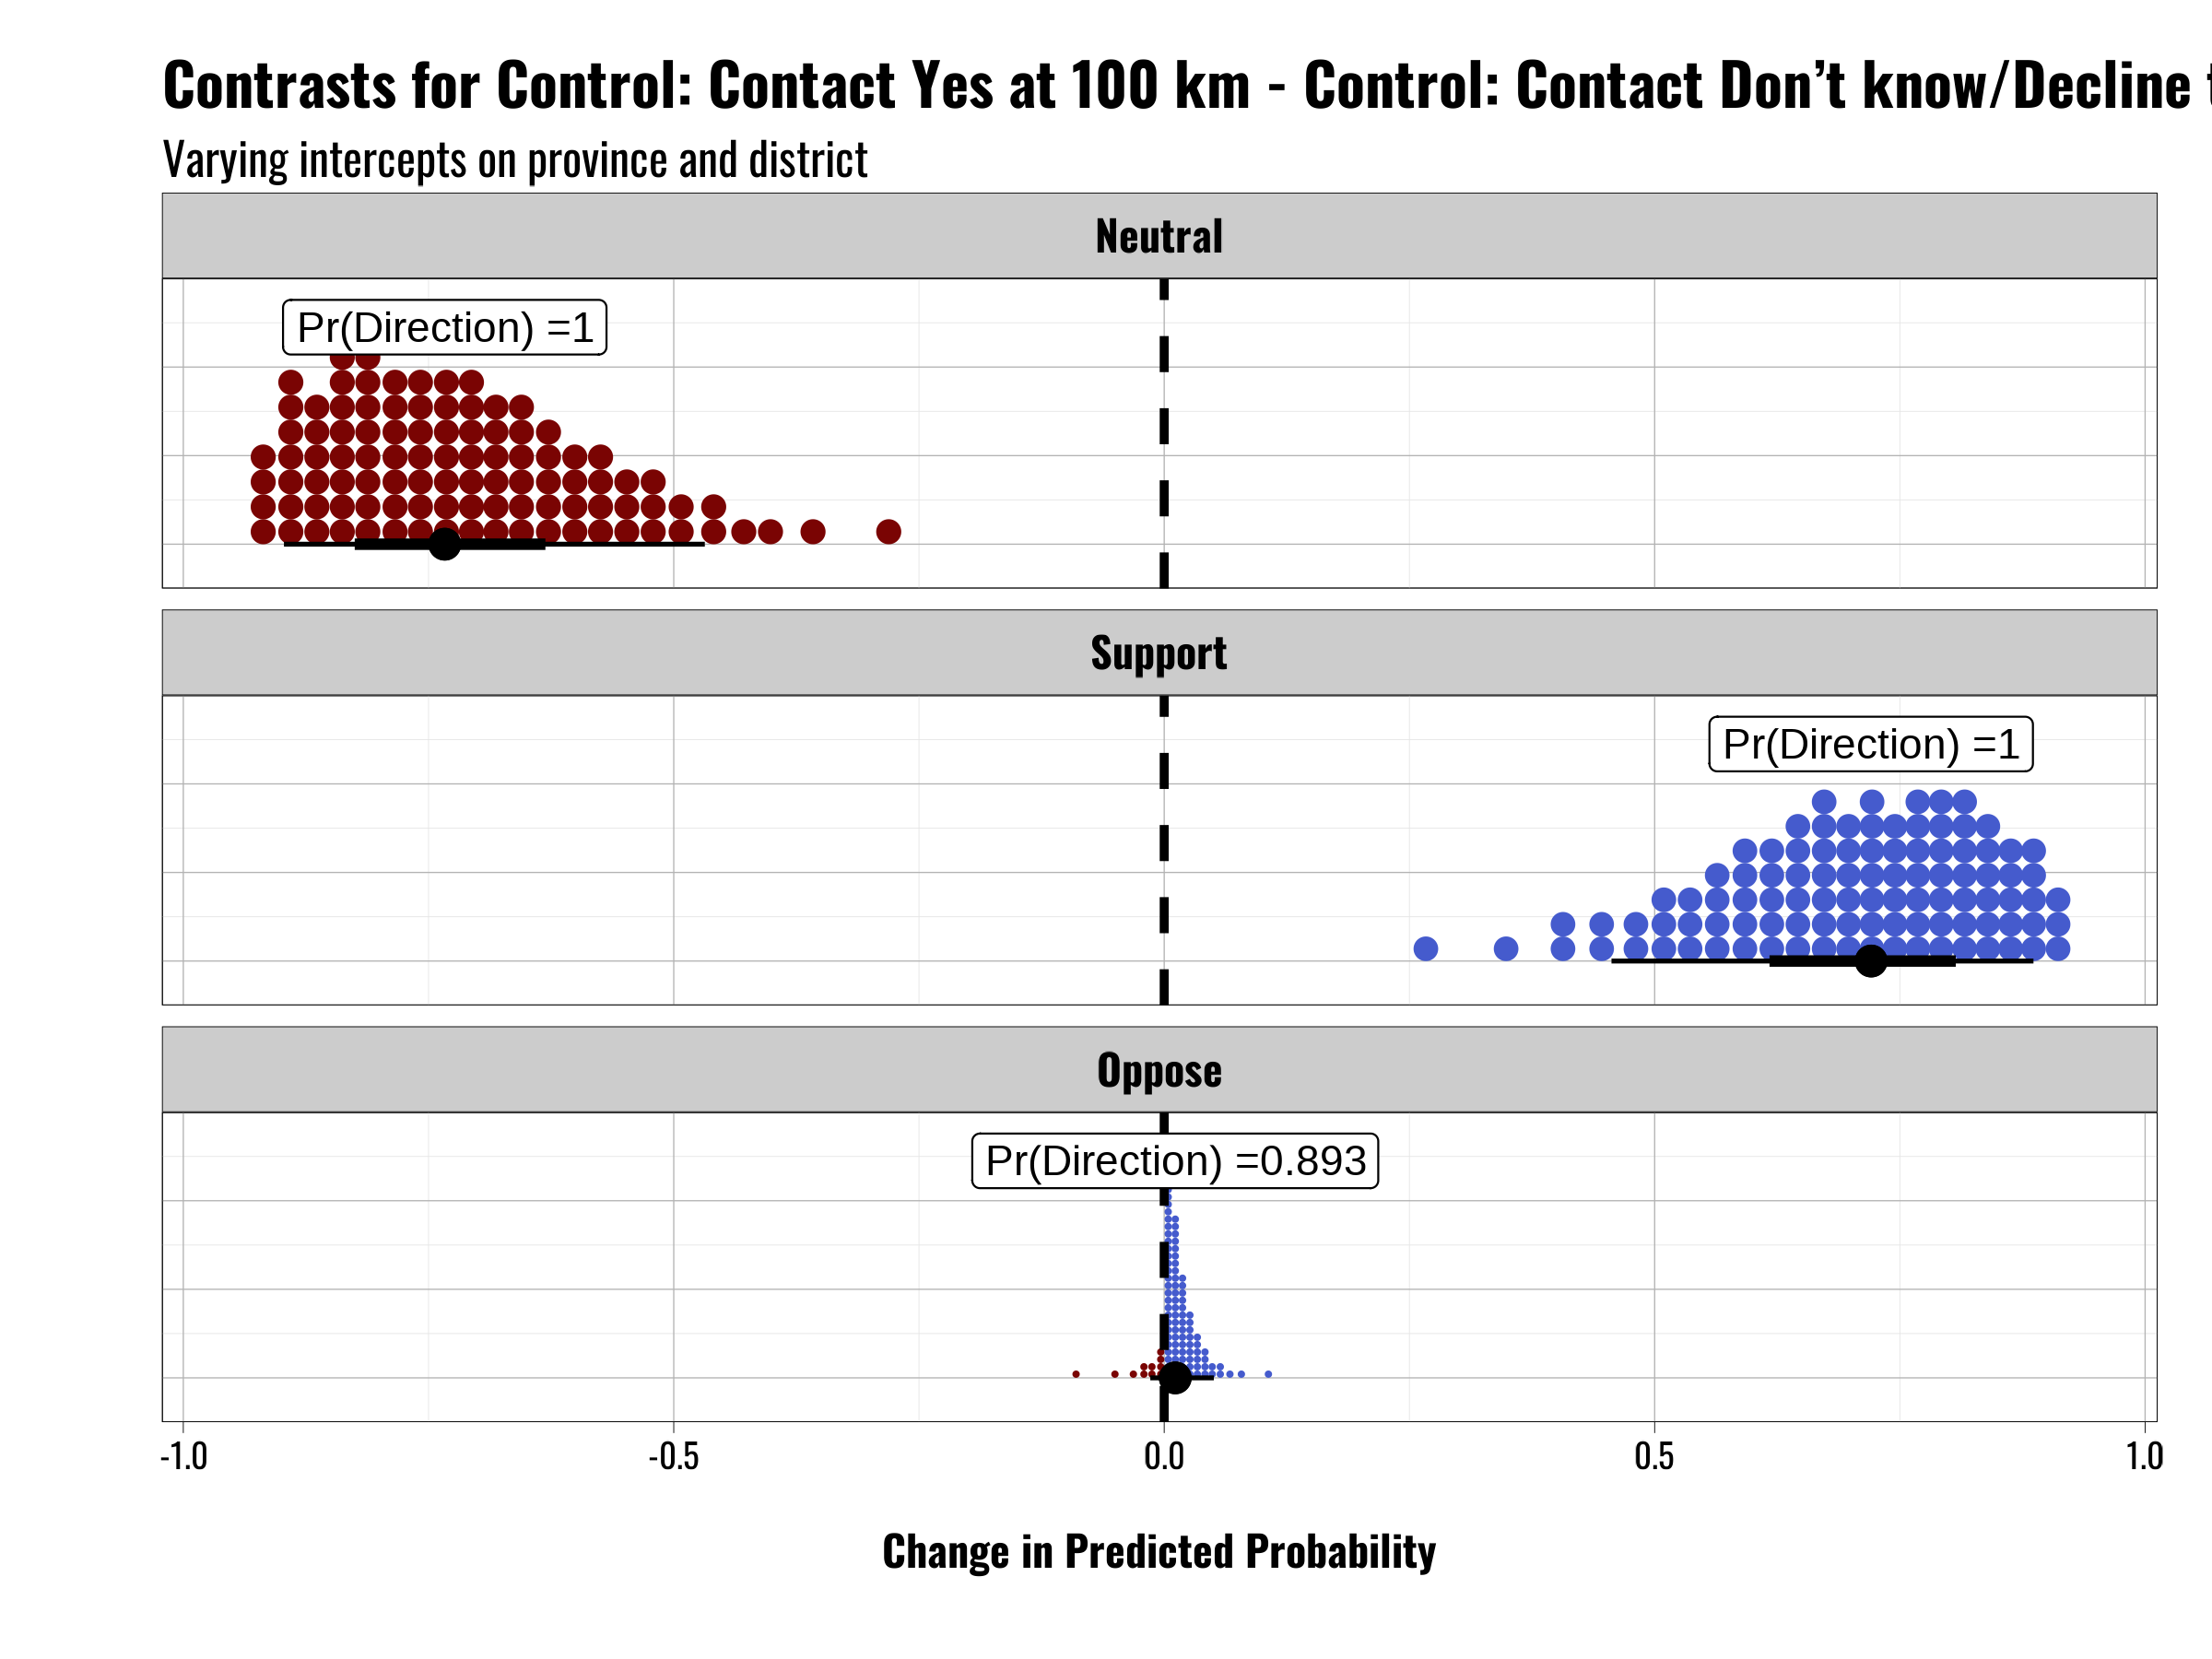 Contrasts for Control: Contact Yes at 100 km - Control: Contact Don’t know/Decline
Varying intercepts on province and district
Neutral
Pr(Direction) =1
Support
Pr(Direction) =1
Oppose
Pr(Direction) =0.893
-1.0 -0.5 0.0 0.5 1.0
Change in Predicted Probability